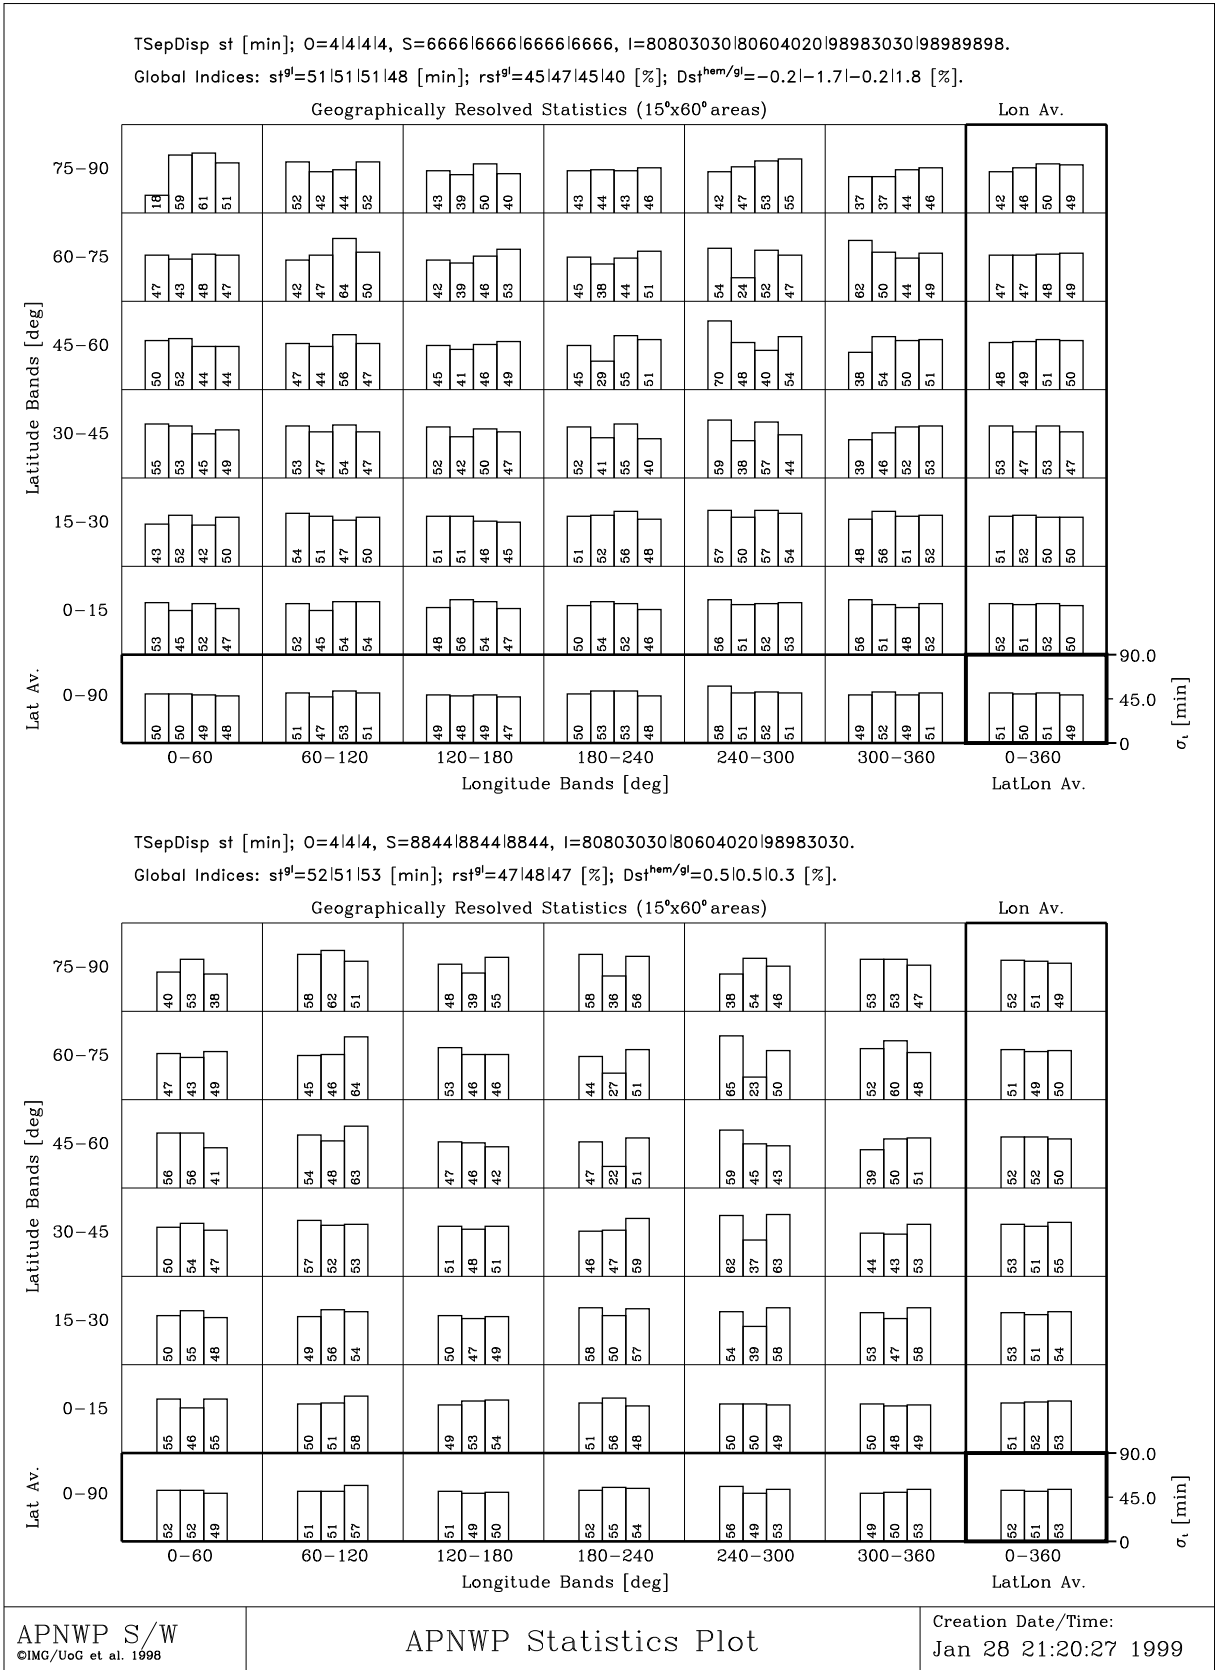 TSepDisp st [min]; O=4|4|4|4, S=6666|6666|6666|6666, I=80803030|80604020|98983030|98989898.
Global Indices: st^gl=51|51|51|48 [min]; rst^gl=45|47|45|40 [%]; Dst^hem/gl=−0.2|−1.7|−0.2|1.8 [%].
Geographically Resolved Statistics (15°x60° areas) Lon Av.
75−90 18 59 61 51 52 42 44 52 43 39 50 40 43 44 43 46 42 47 53 55 37 37 44 46 42 46 50 49
60−75 47 43 48 47 42 47 64 50 42 39 46 53 45 38 44 51 54 24 52 47 62 50 44 49 47 47 48 49
45−60 50 52 44 44 47 44 56 47 45 41 46 49 45 29 55 51 70 48 40 54 38 54 50 51 48 49 51 50
30−45 55 53 45 49 53 47 54 47 52 42 50 47 52 41 55 40 59 38 57 44 39 46 52 53 53 47 53 47
15−30 43 52 42 50 54 51 47 50 51 51 46 45 51 52 56 48 57 50 57 54 48 56 51 52 51 52 50 50
0−15 53 45 52 47 52 45 54 54 48 56 54 47 50 54 52 46 56 51 52 53 56 51 48 52 52 51 52 50
Latitude Bands [deg]
Lat Av.
0−90 50 50 49 48 51 47 53 51 49 48 49 47 50 53 53 48 58 51 52 51 49 52 49 51 51 50 51 49
90.0
45.0
0
σι [min]
0−60 60−120 120−180 180−240 240−300 300−360 0−360
Longitude Bands [deg] LatLon Av.
TSepDisp st [min]; O=4|4|4, S=8844|8844|8844, I=80803030|80604020|98983030.
Global Indices: st^gl=52|51|53 [min]; rst^gl=47|48|47 [%]; Dst^hem/gl=0.5|0.5|0.3 [%].
Geographically Resolved Statistics (15°x60° areas) Lon Av.
75−90 40 53 38 58 62 51 48 39 55 58 36 56 38 54 46 53 53 47 52 51 49
60−75 47 43 49 45 46 64 53 46 46 44 27 51 65 23 50 52 60 48 51 49 50
45−60 56 56 41 54 48 63 47 46 42 47 22 51 59 45 43 39 50 51 52 52 50
30−45 50 54 47 57 52 53 51 48 51 46 47 59 62 37 63 44 43 53 53 51 55
15−30 50 55 48 49 56 54 50 47 49 58 50 57 54 39 58 53 47 58 53 51 54
0−15 55 46 55 50 51 58 49 53 54 51 56 48 50 50 49 50 48 49 51 52 53
Latitude Bands [deg]
Lat Av.
0−90 52 52 49 51 51 57 51 49 50 52 55 54 56 49 53 49 50 53 52 51 53
90.0
45.0
0
σι [min]
0−60 60−120 120−180 180−240 240−300 300−360 0−360
Longitude Bands [deg] LatLon Av.
APNWP S/W
©IMG/UoG et al. 1998
APNWP Statistics Plot
Creation Date/Time:
Jan 28 21:20:27 1999